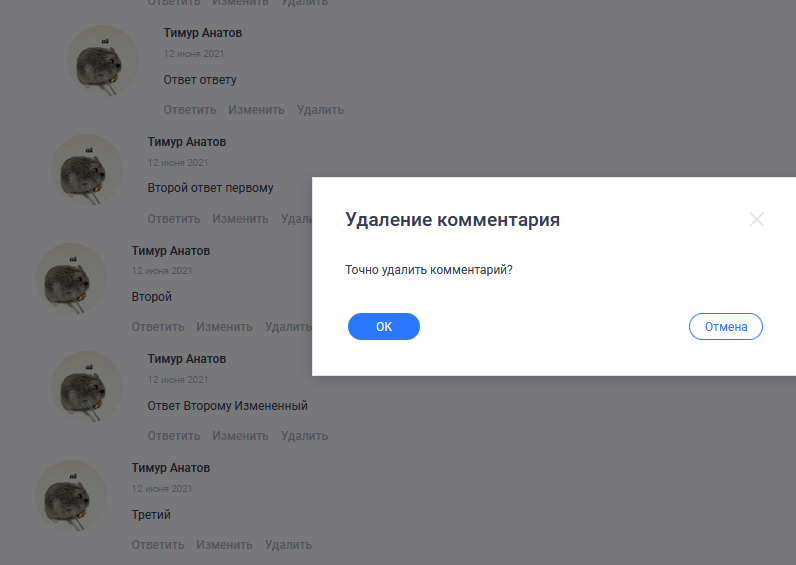 Ответить Изменить Удалить
Тимур Анатов
12 июня 2021
Ответ ответу
Ответить Изменить Удалить
Тимур Анатов
12 июня 2021
Второй ответ первому
Ответить Изменить
Тимур Анатов
12 июня 2021
Второй
Ответить Изменить Удалить
Тимур Анатов
12 июня 2021
Ответ Второму Измененный
Ответить Изменить Удалить
Тимур Анатов
12 июня 2021
Третий
Ответить Изменить Удалить
Удаление комментария
Точно удалить комментарий?
OK
Отмена